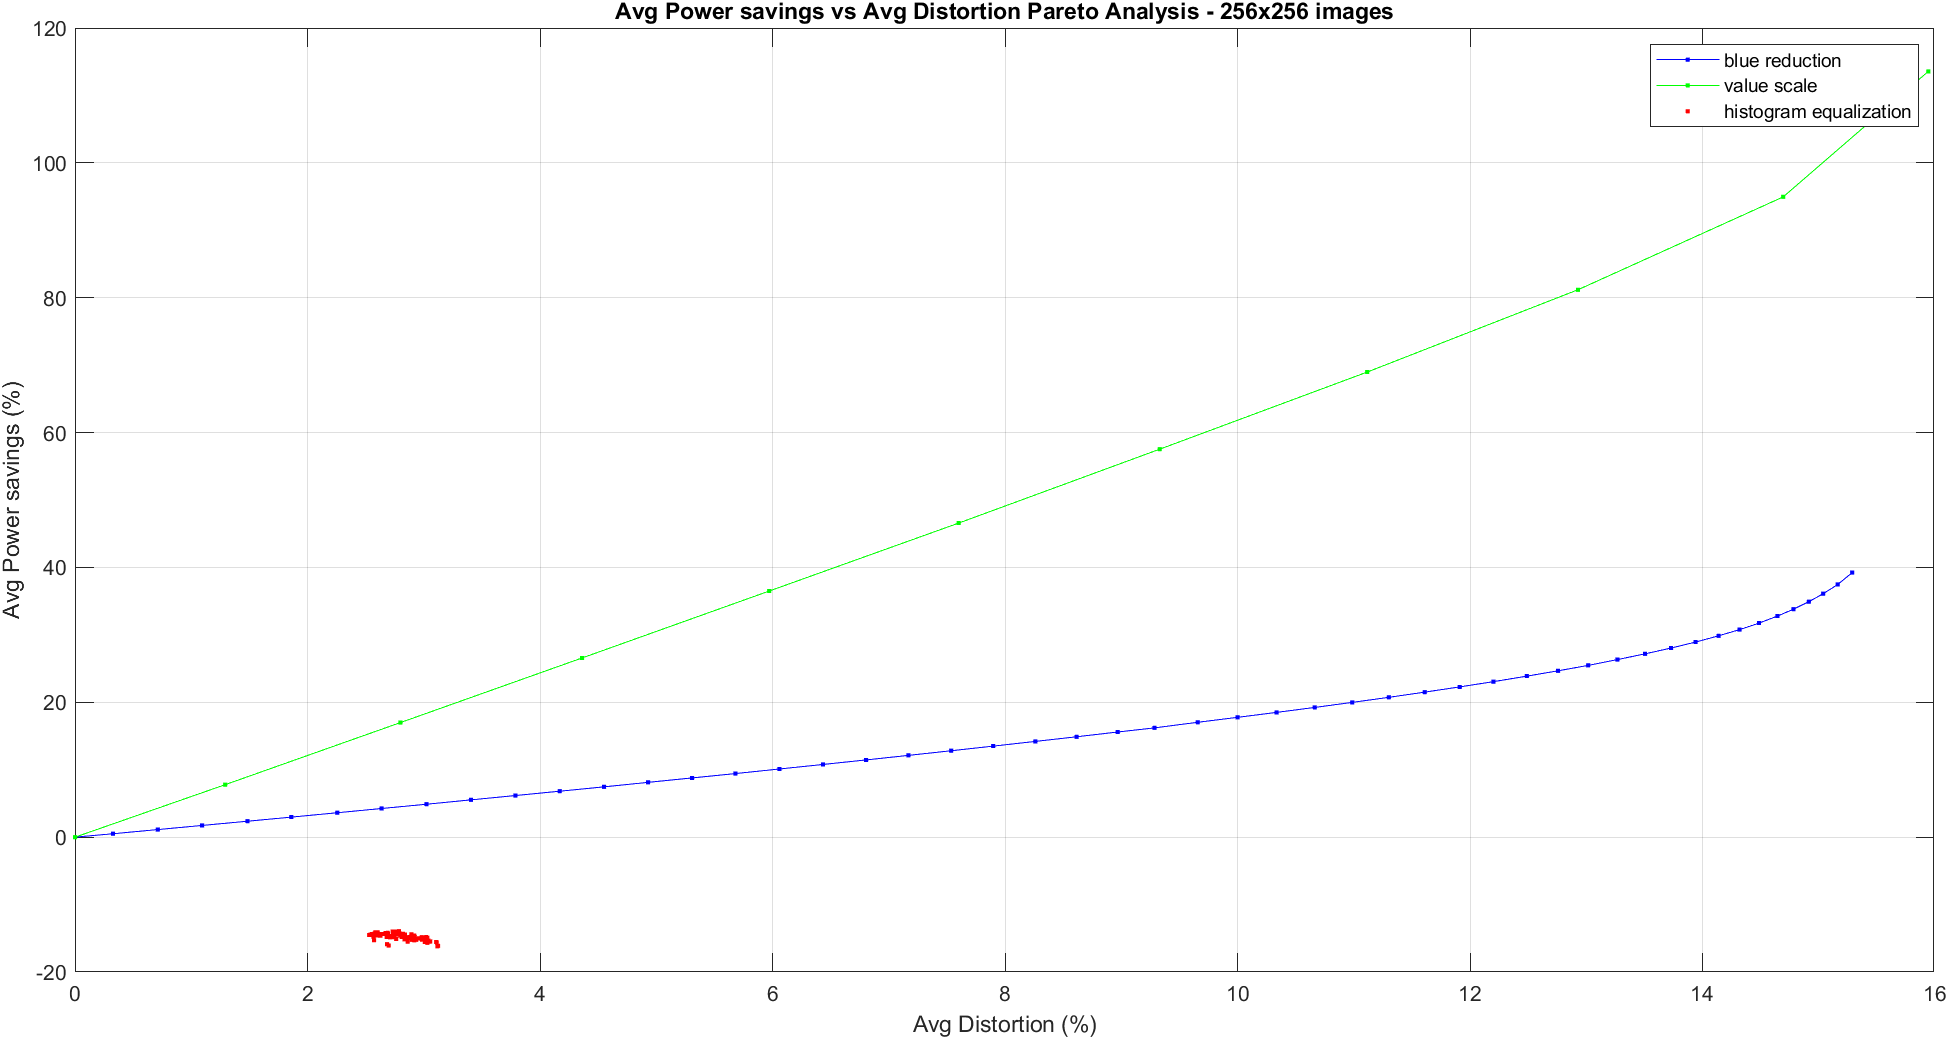 Avg Power savings vs Avg Distortion Pareto Analysis - 256x256 images
120
100
80
60
40
20
0
-20
Avg Power savings (%)
blue reduction
value scale
histogram equalization
0 2 4 6 8 10 12 14 16
Avg Distortion (%)